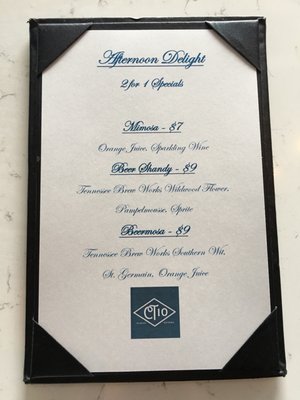 Afternoon Delight
2 for 1 Specials
Mimosa - $7
Orange Juice, Sparkling Wine
Beer Shandy - $9
Tennessee Brew Works Wildwood Flower,
Pampelmousse, Sprite
Beermosa - $9
Tennessee Brew Works Southern Wit,
St. Germain, Orange Juice
CT10